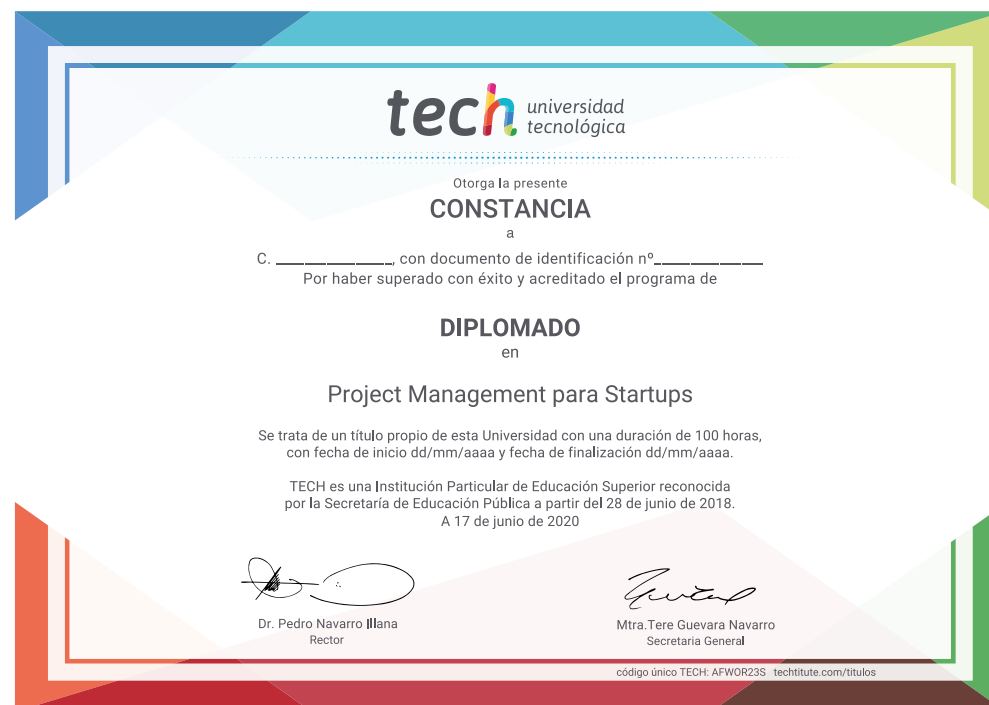 tech universidad
tecnológica
Otorga la presente
CONSTANCIA
a
C. ________________, con documento de identificación nº_______________
Por haber superado con éxito y acreditado el programa de
DIPLOMADO
en
Project Management para Startups
Se trata de un título propio de esta Universidad con una duración de 100 horas,
con fecha de inicio dd/mm/aaaa y fecha de finalización dd/mm/aaaa.
TECH es una Institución Particular de Educación Superior reconocida
por la Secretaría de Educación Pública a partir del 28 de junio de 2018.
A 17 de junio de 2020
Dr. Pedro Navarro Illana
Rector
Mtra.Tere Guevara Navarro
Secretaria General
código único TECH: AFWOR23S techtitute.com/titulos